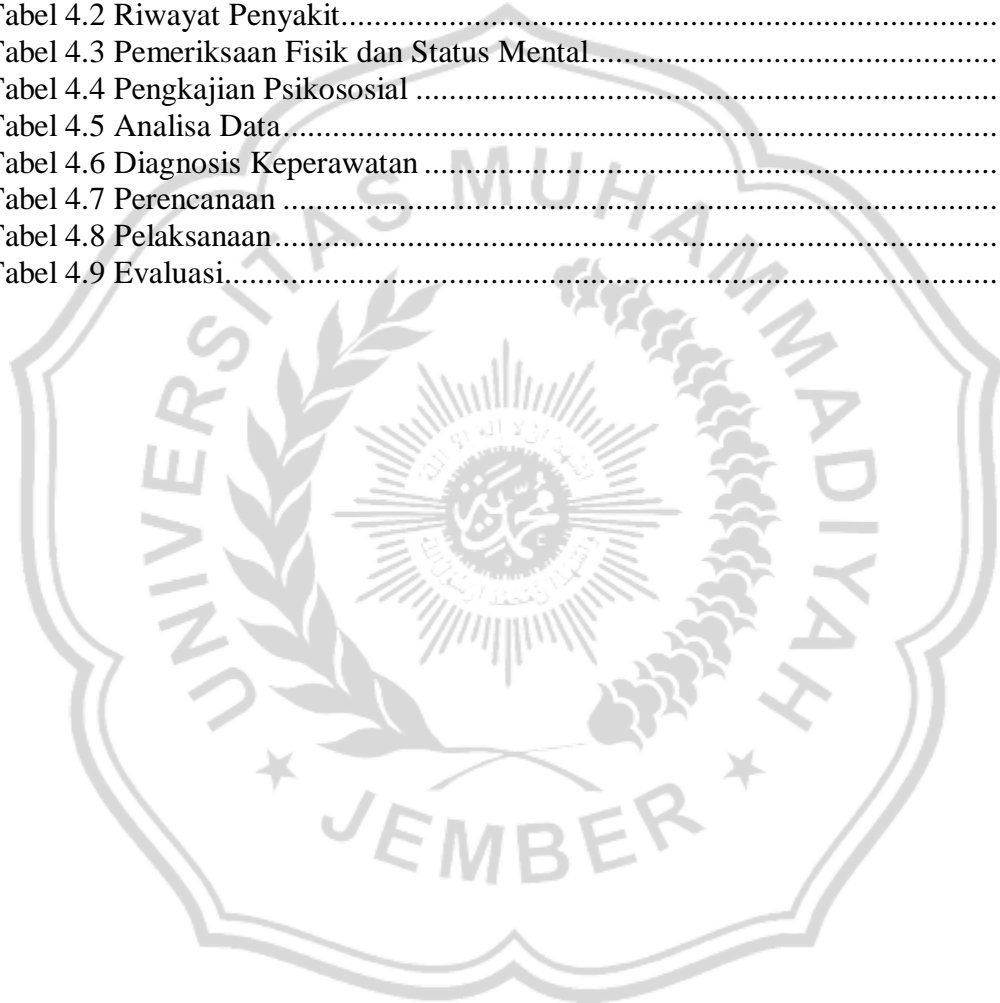 Tabel 4.2 Riwayat Penyakit
Tabel 4.3 Pemeriksaan Fisik dan Status Mental
Tabel 4.4 Pengkajian Psikososial
Tabel 4.5 Analisa Data
Tabel 4.6 Diagnosis Keperawatan
Tabel 4.7 Perencanaan
Tabel 4.8 Pelaksanaan
Tabel 4.9 Evaluasi
UNIVERSITAS MUHAMMADIYAH
JEMBER